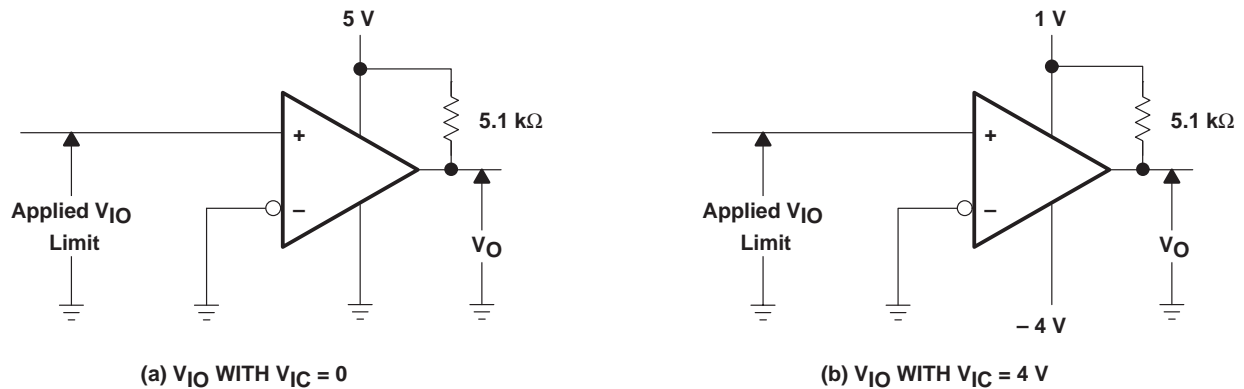 5 V
5.1 kΩ
+
–
Applied VIO
Limit
VO
(a) VIO WITH VIC = 0
1 V
5.1 kΩ
+
–
Applied VIO
Limit
VO
– 4 V
(b) VIO WITH VIC = 4 V